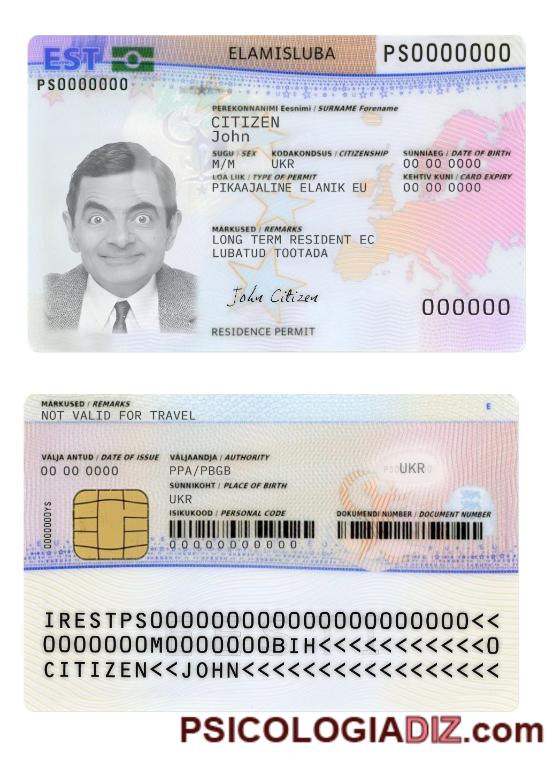 EST
ELAMISLUBA
PS0000000
PS0000000
PEREKONNANIMI Eesnimi / SURNAME Forename
CITIZEN
John
SUGU / SEX KODAKONDSUS / CITIZENSHIP SÜNNIAEG / DATE OF BIRTH
M/M UKR 00 00 0000
LOA LIIK / TYPE OF PERMIT KEHTIV KUNI / CARD EXPIRY
PIKAAJALINE ELANIK EU 00 00 0000
MÄRKUSED / REMARKS
LONG TERM RESIDENT EC
LUBATUD TOOTADA
John Citizen
000000
RESIDENCE PERMIT
MÄRKUSED / REMARKS
NOT VALID FOR TRAVEL
E
VÄLJA ANTUD / DATE OF ISSUE VÄLJAANDJA / AUTHORITY
00 00 0000 PPA/PBGB
UKR
SÜNNIKOHT / PLACE OF BIRTH
UKR
ISIKUKOOD / PERSONAL CODE DOKUMENDI NUMBER / DOCUMENT NUMBER
00000000000
IRESTPS00000000000000000000000<<
0000000M0000000BIH<<<<<<<<<<<0
CITIZEN<<JOHN<<<<<<<<<<<<<<<<<
PSICOLOGIADIZ.com